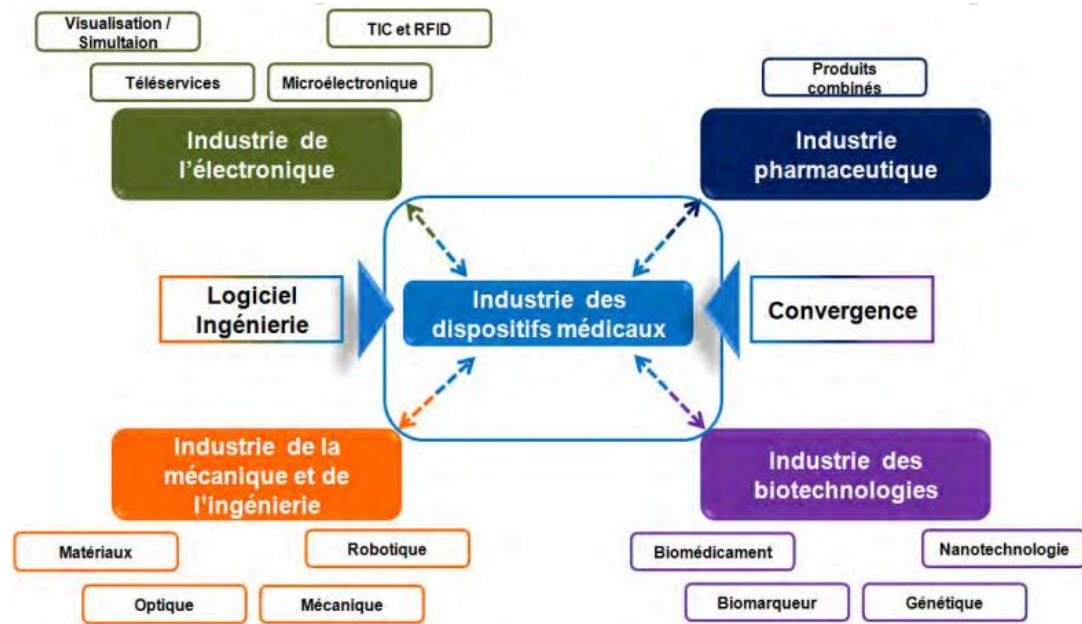 Visualisation /
Simultaion
TIC et RFID
Téléservices
Microélectronique
Produits
combinés
Industrie de
l'électronique
Industrie
pharmaceutique
Logiciel
Ingénierie
Industrie des
dispositifs médicaux
Convergence
Industrie de la
mécanique et de
l'ingénierie
Industrie des
biotechnologies
Matériaux
Robotique
Optique
Mécanique
Biomédicament
Nanotechnologie
Biomarqueur
Génétique